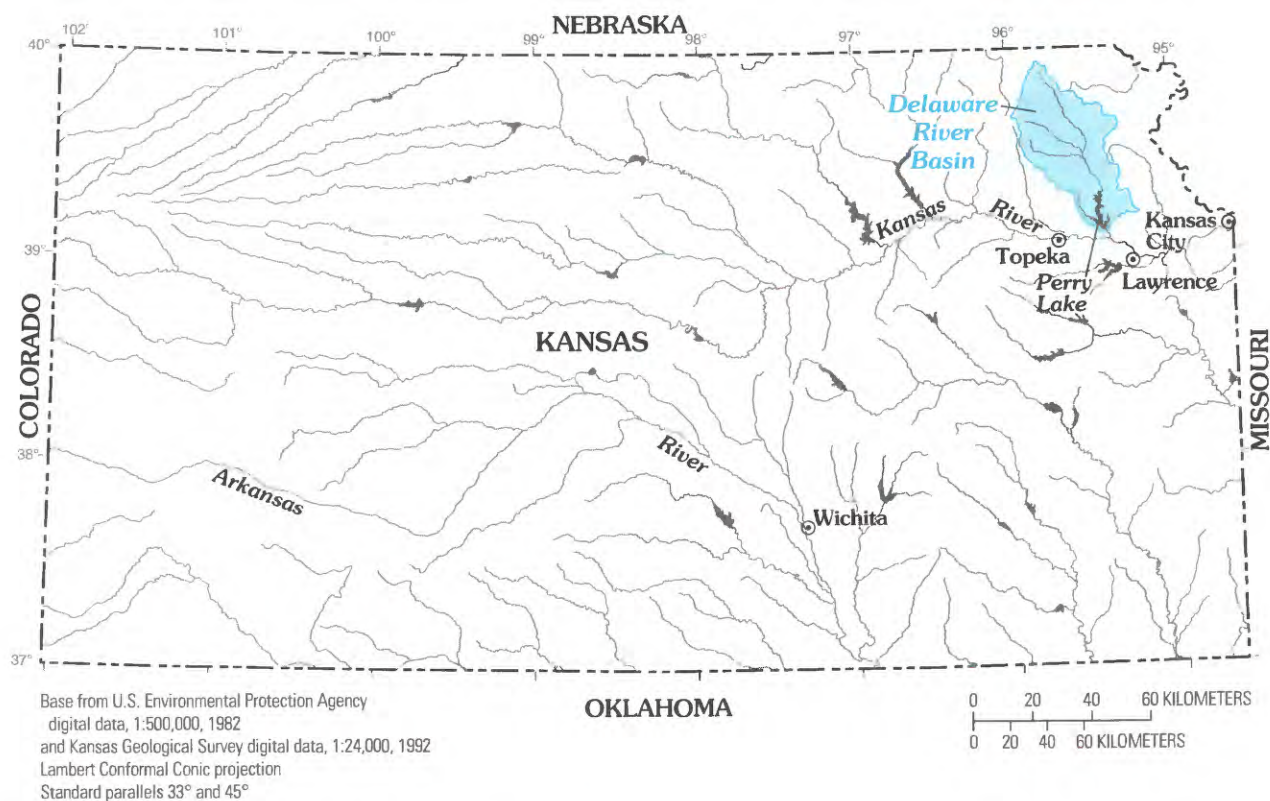 NEBRASKA
102°
101°
100°
99°
98°
97°
96°
95°
40°
Delaware
River
Basin
Kansas
River
Kansas
City
39°
Topeka
Perry
Lake
Lawrence
COLORADO
KANSAS
MISSOURI
38°
River
Arkansas
Wichita
37°
OKLAHOMA
Base from U.S. Environmental Protection Agency
digital data, 1:500,000, 1982
and Kansas Geological Survey digital data, 1:24,000, 1992
Lambert Conformal Conic projection
Standard parallels 33° and 45°
0 20 40 60 KILOMETERS
0 20 40 60 KILOMETERS